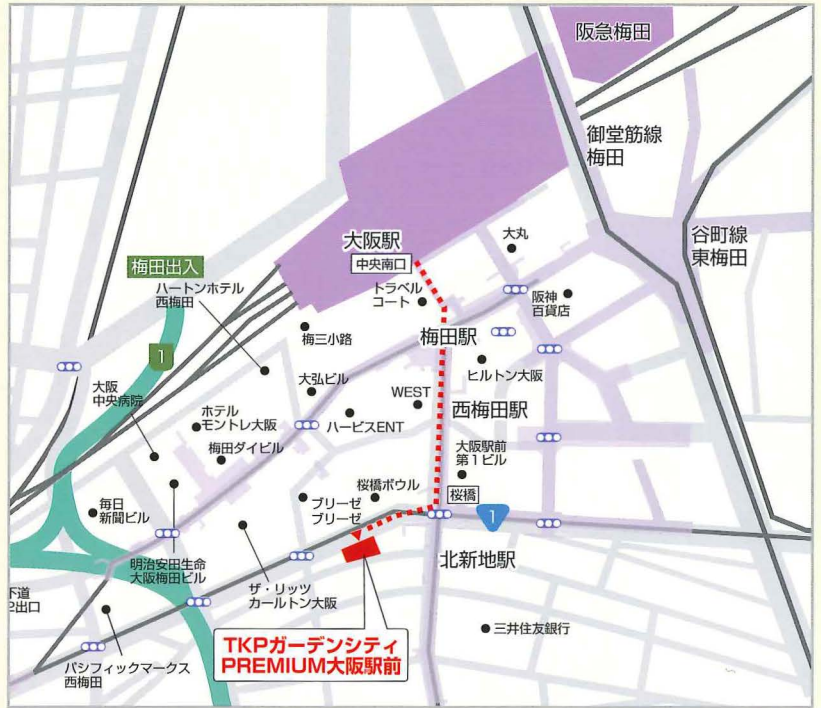 阪急梅田
御堂筋線
梅田
谷町線
東梅田
大阪駅
中央南口
大丸
梅田出入
ハートンホテル
西梅田
トラベル
コート
阪神
百貨店
梅三小路
梅田駅
ヒルトン大阪
1
大阪
中央病院
大弘ビル
WEST
西梅田駅
ホテル
モントレ大阪
ハービスENT
梅田ダイビル
大阪駅前
第1ビル
桜橋
毎日
新聞ビル
ブリーゼ
ブリーゼ
桜橋ボウル
1
北新地駅
明治安田生命
大阪梅田ビル
ザ・リッツ
カールトン大阪
下道
出口
パシフィックマークス
西梅田
TKPガーデンシティ
PREMIUM大阪駅前
三井住友銀行